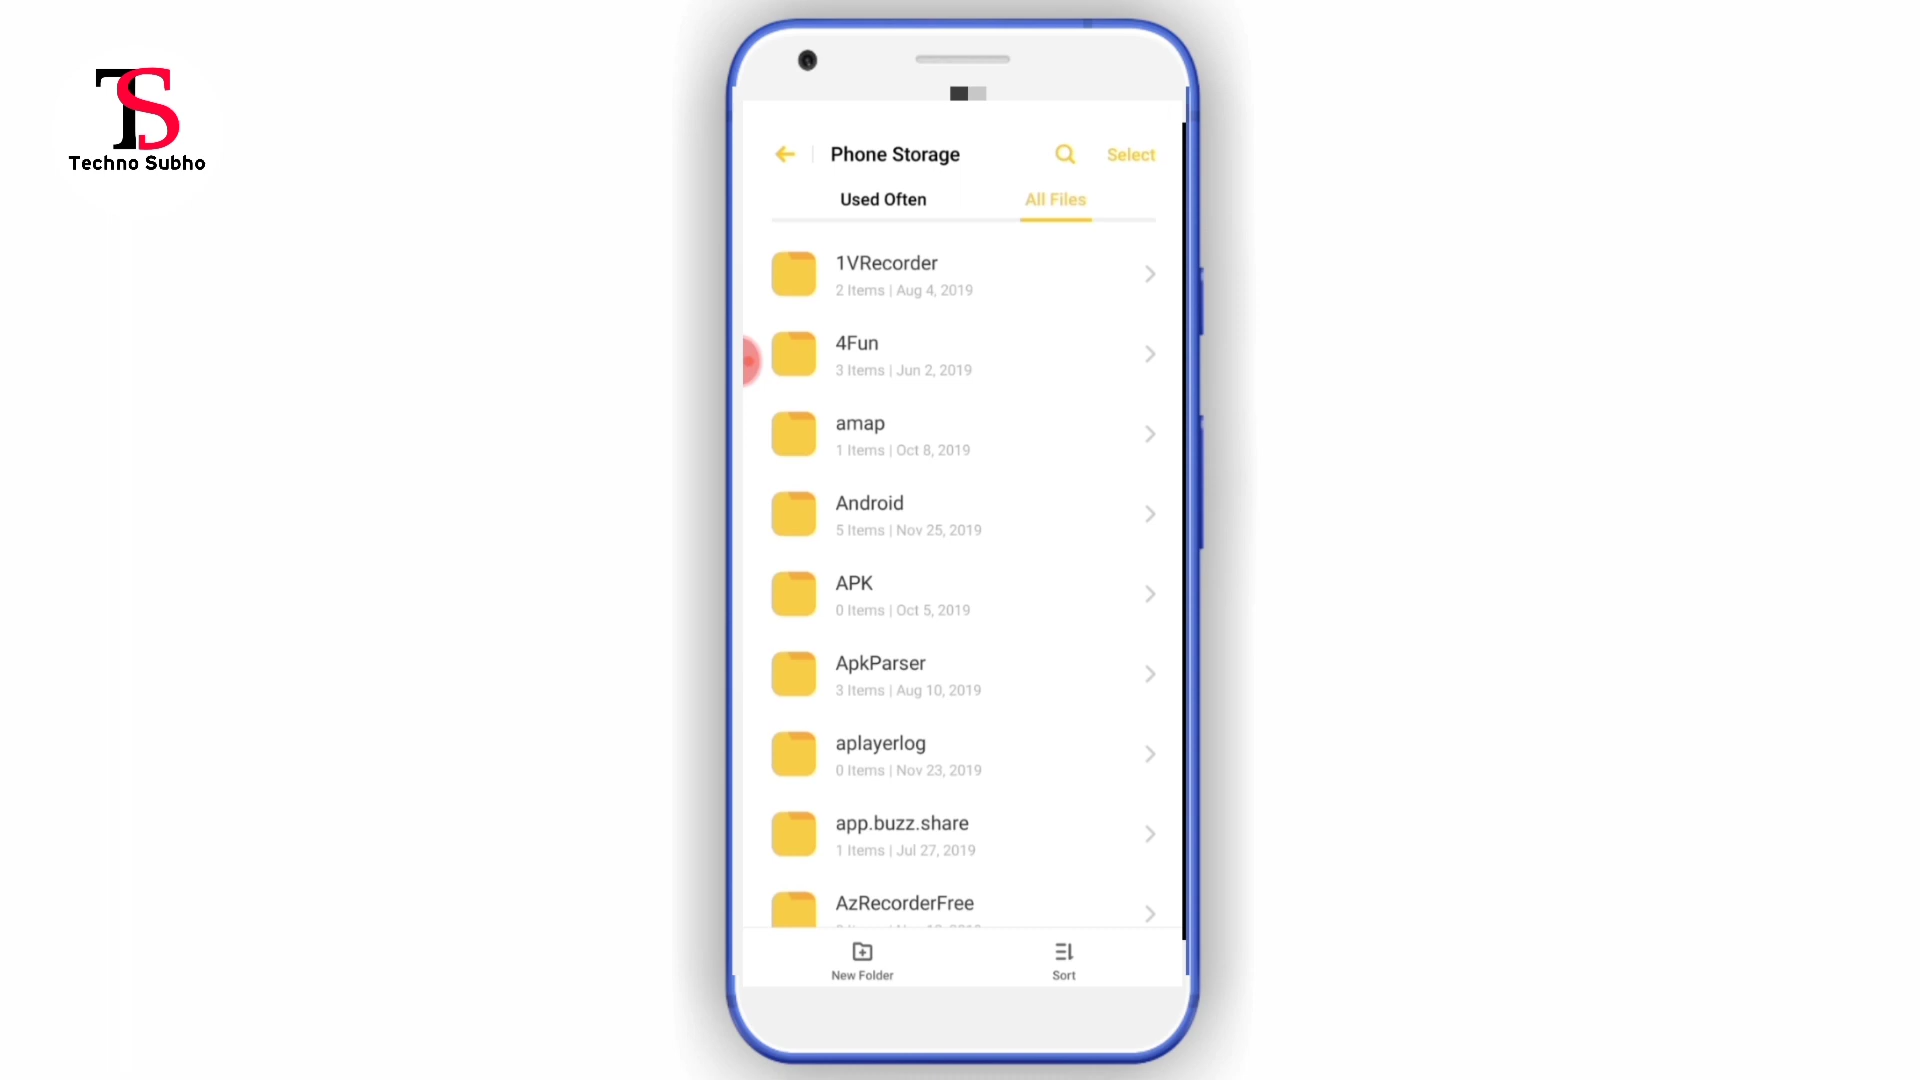 TS
Techno Subho
Phone Storage
Select
Used Often
All Files
1VRecorder
2 Items | Aug 4, 2019
4Fun
3 Items | Jun 2, 2019
amap
1 Items | Oct 8, 2019
Android
5 Items | Nov 25, 2019
APK
0 Items | Oct 5, 2019
ApkParser
3 Items | Aug 10, 2019
aplayerlog
0 Items | Nov 23, 2019
app.buzz.share
1 Items | Jul 27, 2019
AzRecorderFree
New Folder
Sort